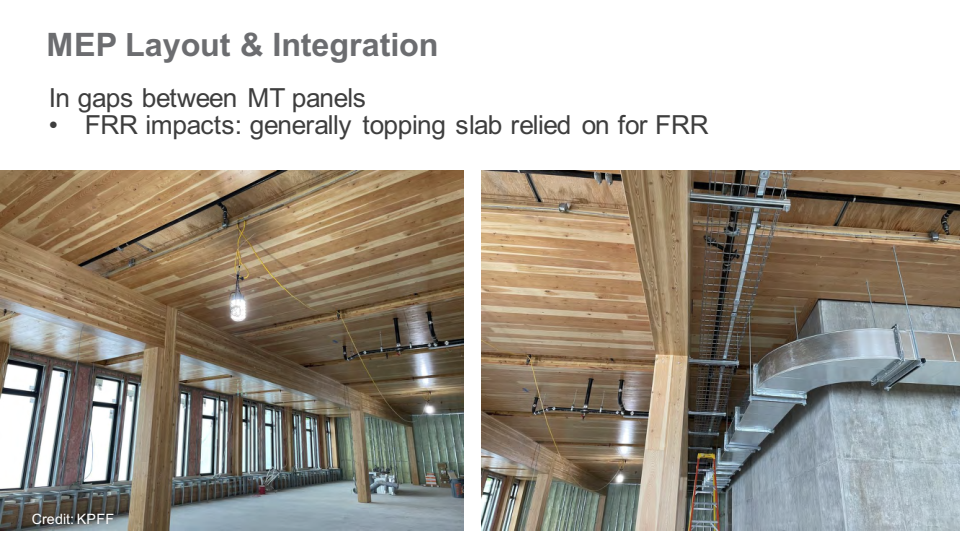 MEP Layout & Integration
In gaps between MT panels
• FRR impacts: generally topping slab relied on for FRR
Credit: KPFF